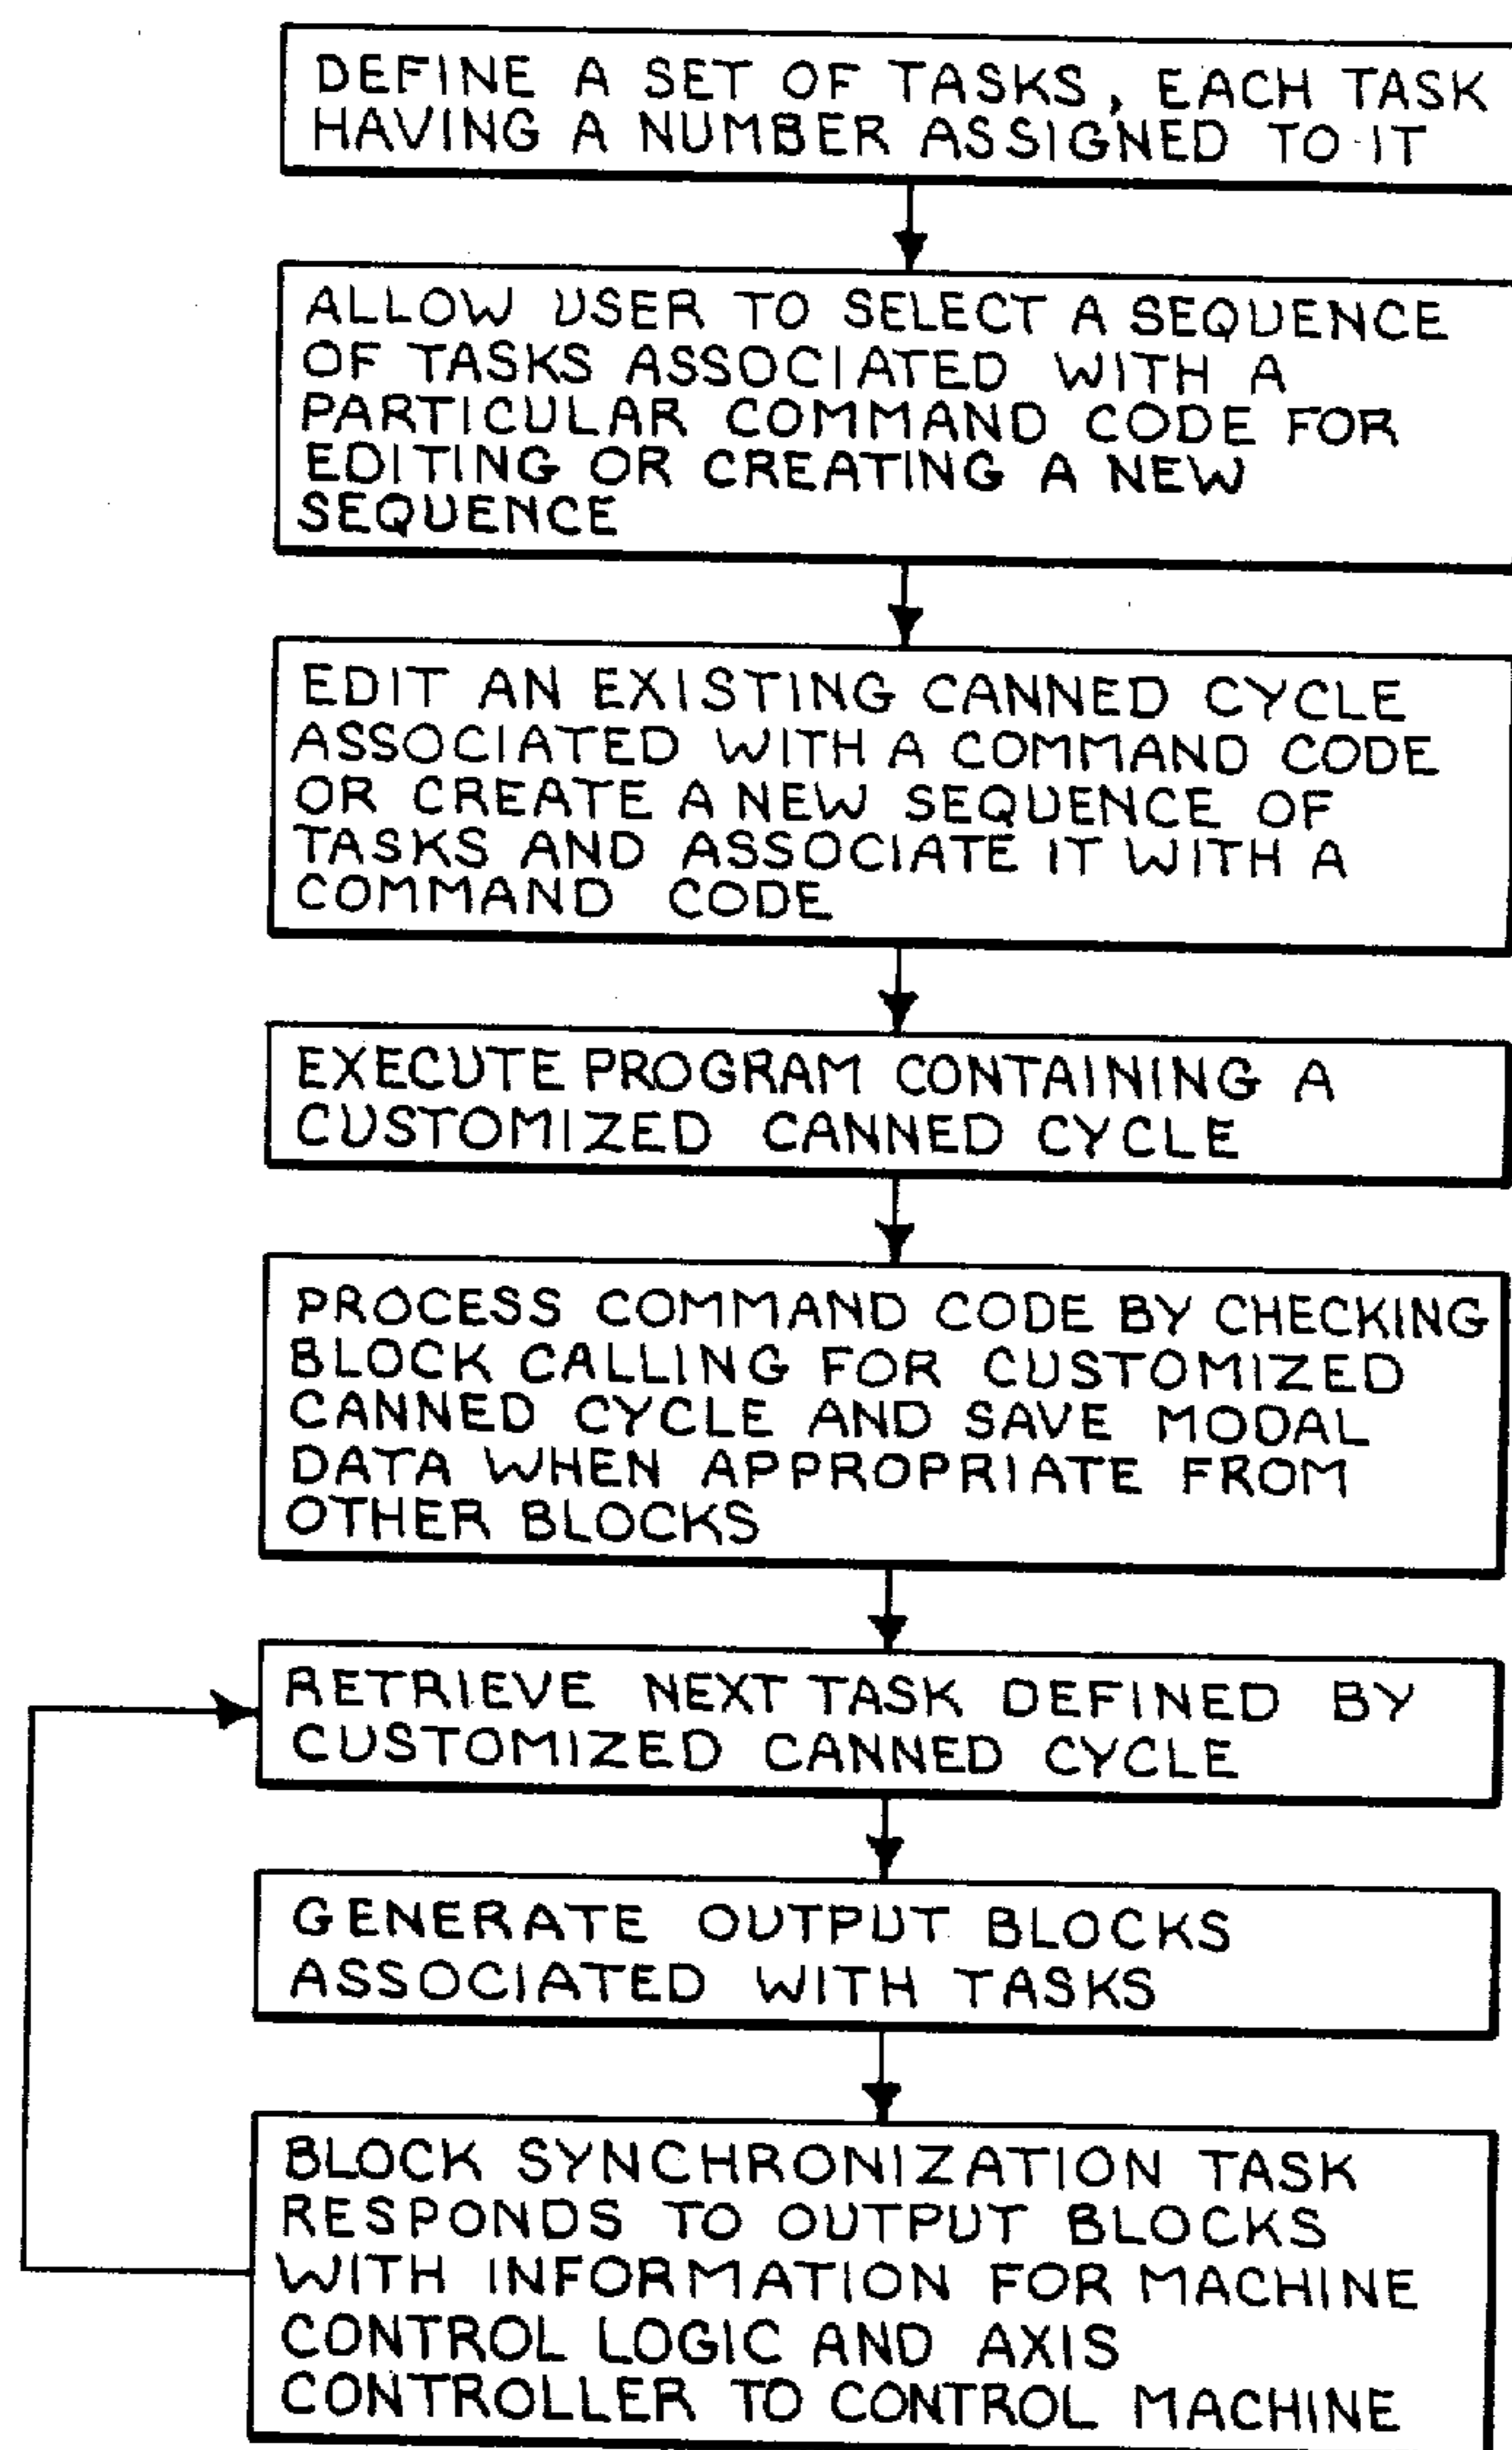 DEFINE A SET OF TASKS, EACH TASK
HAVING A NUMBER ASSIGNED TO IT
ALLOW USER TO SELECT A SEQUENCE
OF TASKS ASSOCIATED WITH A
PARTICULAR COMMAND CODE FOR
EDITING OR CREATING A NEW
SEQUENCE
EDIT AN EXISTING CANNED CYCLE
ASSOCIATED WITH A COMMAND CODE
OR CREATE A NEW SEQUENCE OF
TASKS AND ASSOCIATE IT WITH A
COMMAND CODE
EXECUTE PROGRAM CONTAINING A
CUSTOMIZED CANNED CYCLE
PROCESS COMMAND CODE BY CHECKING
BLOCK CALLING FOR CUSTOMIZED
CANNED CYCLE AND SAVE MODAL
DATA WHEN APPROPRIATE FROM
OTHER BLOCKS
RETRIEVE NEXT TASK DEFINED BY
CUSTOMIZED CANNED CYCLE
GENERATE OUTPUT BLOCKS
ASSOCIATED WITH TASKS
BLOCK SYNCHRONIZATION TASK
RESPONDS TO OUTPUT BLOCKS
WITH INFORMATION FOR MACHINE
CONTROL LOGIC AND AXIS
CONTROLLER TO CONTROL MACHINE